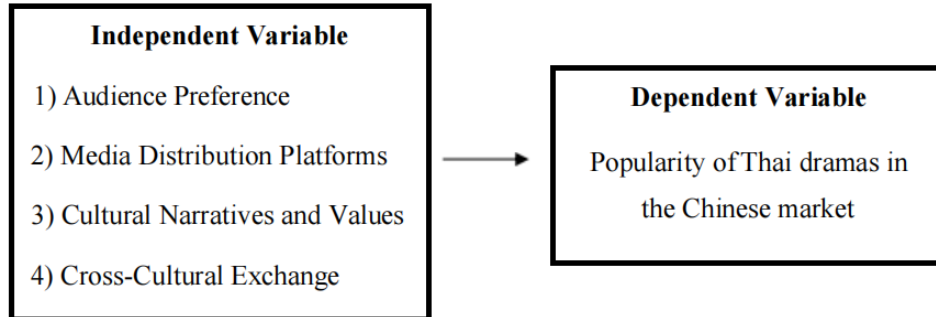 Independent Variable
1) Audience Preference
2) Media Distribution Platforms
3) Cultural Narratives and Values
4) Cross-Cultural Exchange
Dependent Variable
Popularity of Thai dramas in
the Chinese market